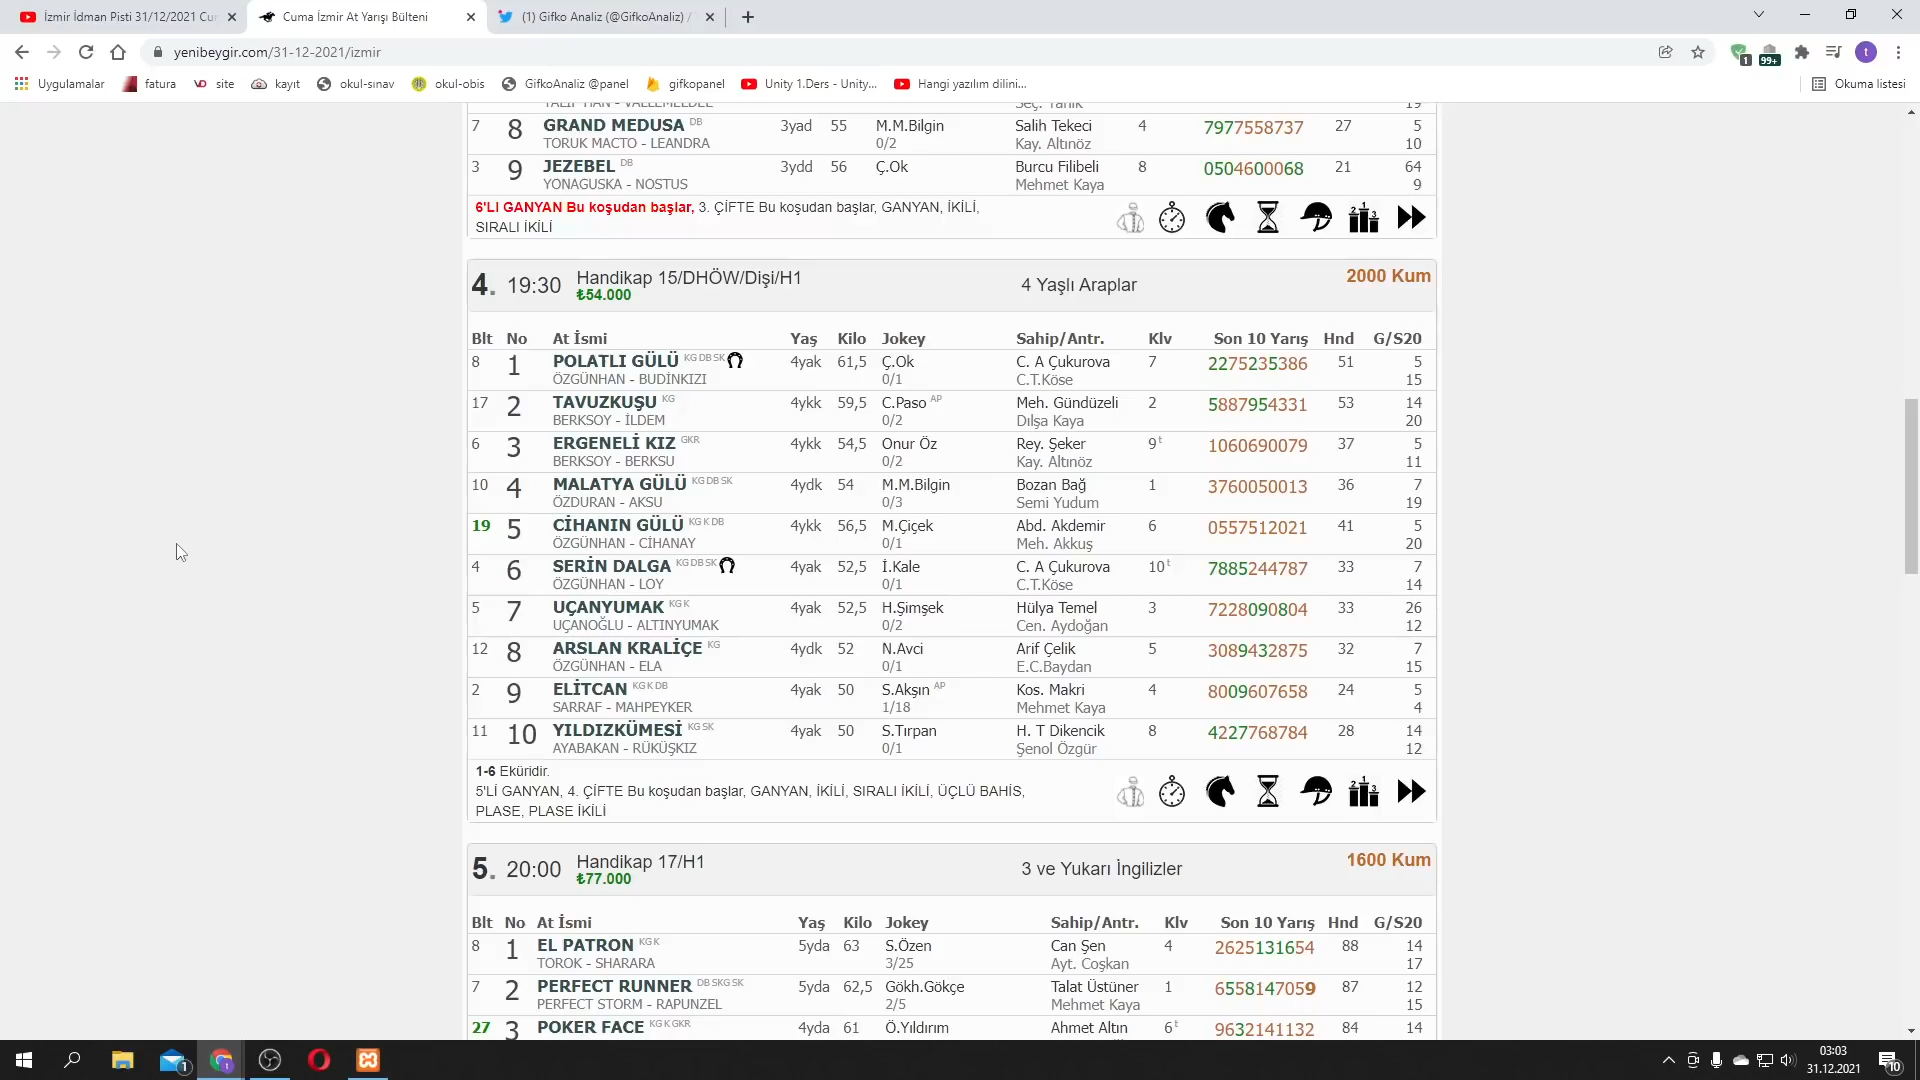 İzmir İdman Pisti 31/12/2021 Cur
Cuma İzmir At Yarışı Bülteni
(1) Gifko Analiz (@GifkoAnaliz) /
yenibeygir.com/31-12-2021/izmir
1
99+
t
Uygulamalar
fatura
VD site
kayıt
okul-sınav
okul-obis
GifkoAnaliz @panel
gifkopanel
Unity 1.Ders - Unity...
Hangi yazılım dilini...
Okuma listesi
Seç. Yanık 19
7 8 GRAND MEDUSA DB 3yad 55 M.M.Bilgin Salih Tekeci 4 7977558737 27 5
TORUK MACTO - LEANDRA 0/2 Kay. Altınöz 10
3 9 JEZEBEL DB 3ydd 56 Ç.Ok Burcu Filibeli 8 0504600068 21 64
YONAGUSKA - NOSTUS Mehmet Kaya 9
6'LI GANYAN Bu koşudan başlar, 3. ÇİFTE Bu koşudan başlar, GANYAN, İKİLİ,
SIRALI İKİLİ
4. 19:30 Handikap 15/DHÖW/Dişi/H1 4 Yaşlı Araplar 2000 Kum
₺54.000
Blt No At İsmi Yaş Kilo Jokey Sahip/Antr. Klv Son 10 Yarış Hnd G/S20
8 1 POLATLI GÜLÜ KG DB SK 4yak 61,5 Ç.Ok C. A Çukurova 7 2275235386 51 5
ÖZGÜNHAN - BUDİNKIZI 0/1 C.T.Köse 15
17 2 TAVUZKUŞU KG 4ykk 59,5 C.Paso AP Meh. Gündüzeli 2 5887954331 53 14
BERKSOY - İLDEM 0/2 Dılşa Kaya 20
6 3 ERGENELİ KIZ GKR 4ykk 54,5 Onur Öz Rey. Şeker 9t 1060690079 37 5
BERKSOY - BERKSU 0/2 Kay. Altınöz 11
10 4 MALATYA GÜLÜ KG DB SK 4ydk 54 M.M.Bilgin Bozan Bağ 1 3760050013 36 7
ÖZDURAN - AKSU 0/3 Semi Yudum 19
19 5 CİHANIN GÜLÜ KG K DB 4ykk 56,5 M.Çiçek Abd. Akdemir 6 0557512021 41 5
ÖZGÜNHAN - CİHANAY 0/1 Meh. Akkuş 20
4 6 SERİN DALGA KG DB SK 4yak 52,5 İ.Kale C. A Çukurova 10t 7885244787 33 7
ÖZGÜNHAN - LOY 0/1 C.T.Köse 14
5 7 UÇANYUMAK KG K 4yak 52,5 H.Şimşek Hülya Temel 3 7228090804 33 26
UÇANOĞLU - ALTINYUMAK 0/2 Cen. Aydoğan 12
12 8 ARSLAN KRALİÇE KG 4ydk 52 N.Avci Arif Çelik 5 3089432875 32 7
ÖZGÜNHAN - ELA 0/1 E.C.Baydan 15
2 9 ELİTCAN KG K DB 4yak 50 S.Akşın AP Kos. Makri 4 8009607658 24 5
SARRAF - MAHPEYKER 1/18 Mehmet Kaya 4
11 10 YILDIZKÜMESİ KG SK 4yak 50 S.Tırpan H. T Dikencik 8 4227768784 28 14
AYABAKAN - RÜKÜŞKIZ 0/1 Şenol Özgür 12
1-6 Eküridir.
5'Lİ GANYAN, 4. ÇİFTE Bu koşudan başlar, GANYAN, İKİLİ, SIRALI İKİLİ, ÜÇLÜ BAHİS,
PLASE, PLASE İKİLİ
5. 20:00 Handikap 17/H1 3 ve Yukarı İngilizler 1600 Kum
₺77.000
Blt No At İsmi Yaş Kilo Jokey Sahip/Antr. Klv Son 10 Yarış Hnd G/S20
8 1 EL PATRON KG K 5yda 63 S.Özen Can Şen 4 2625131654 88 14
TOROK - SHARARA 3/25 Ayt. Coşkan 17
7 2 PERFECT RUNNER DB SKG SK 5yda 62,5 Gökh.Gökçe Talat Üstüner 1 6558147059 87 12
PERFECT STORM - RAPUNZEL 2/5 Mehmet Kaya 15
27 3 POKER FACE KG K GKR 4yda 61 Ö.Yıldırım Ahmet Altın 6t 9632141132 84 14
03:03
31.12.2021
10